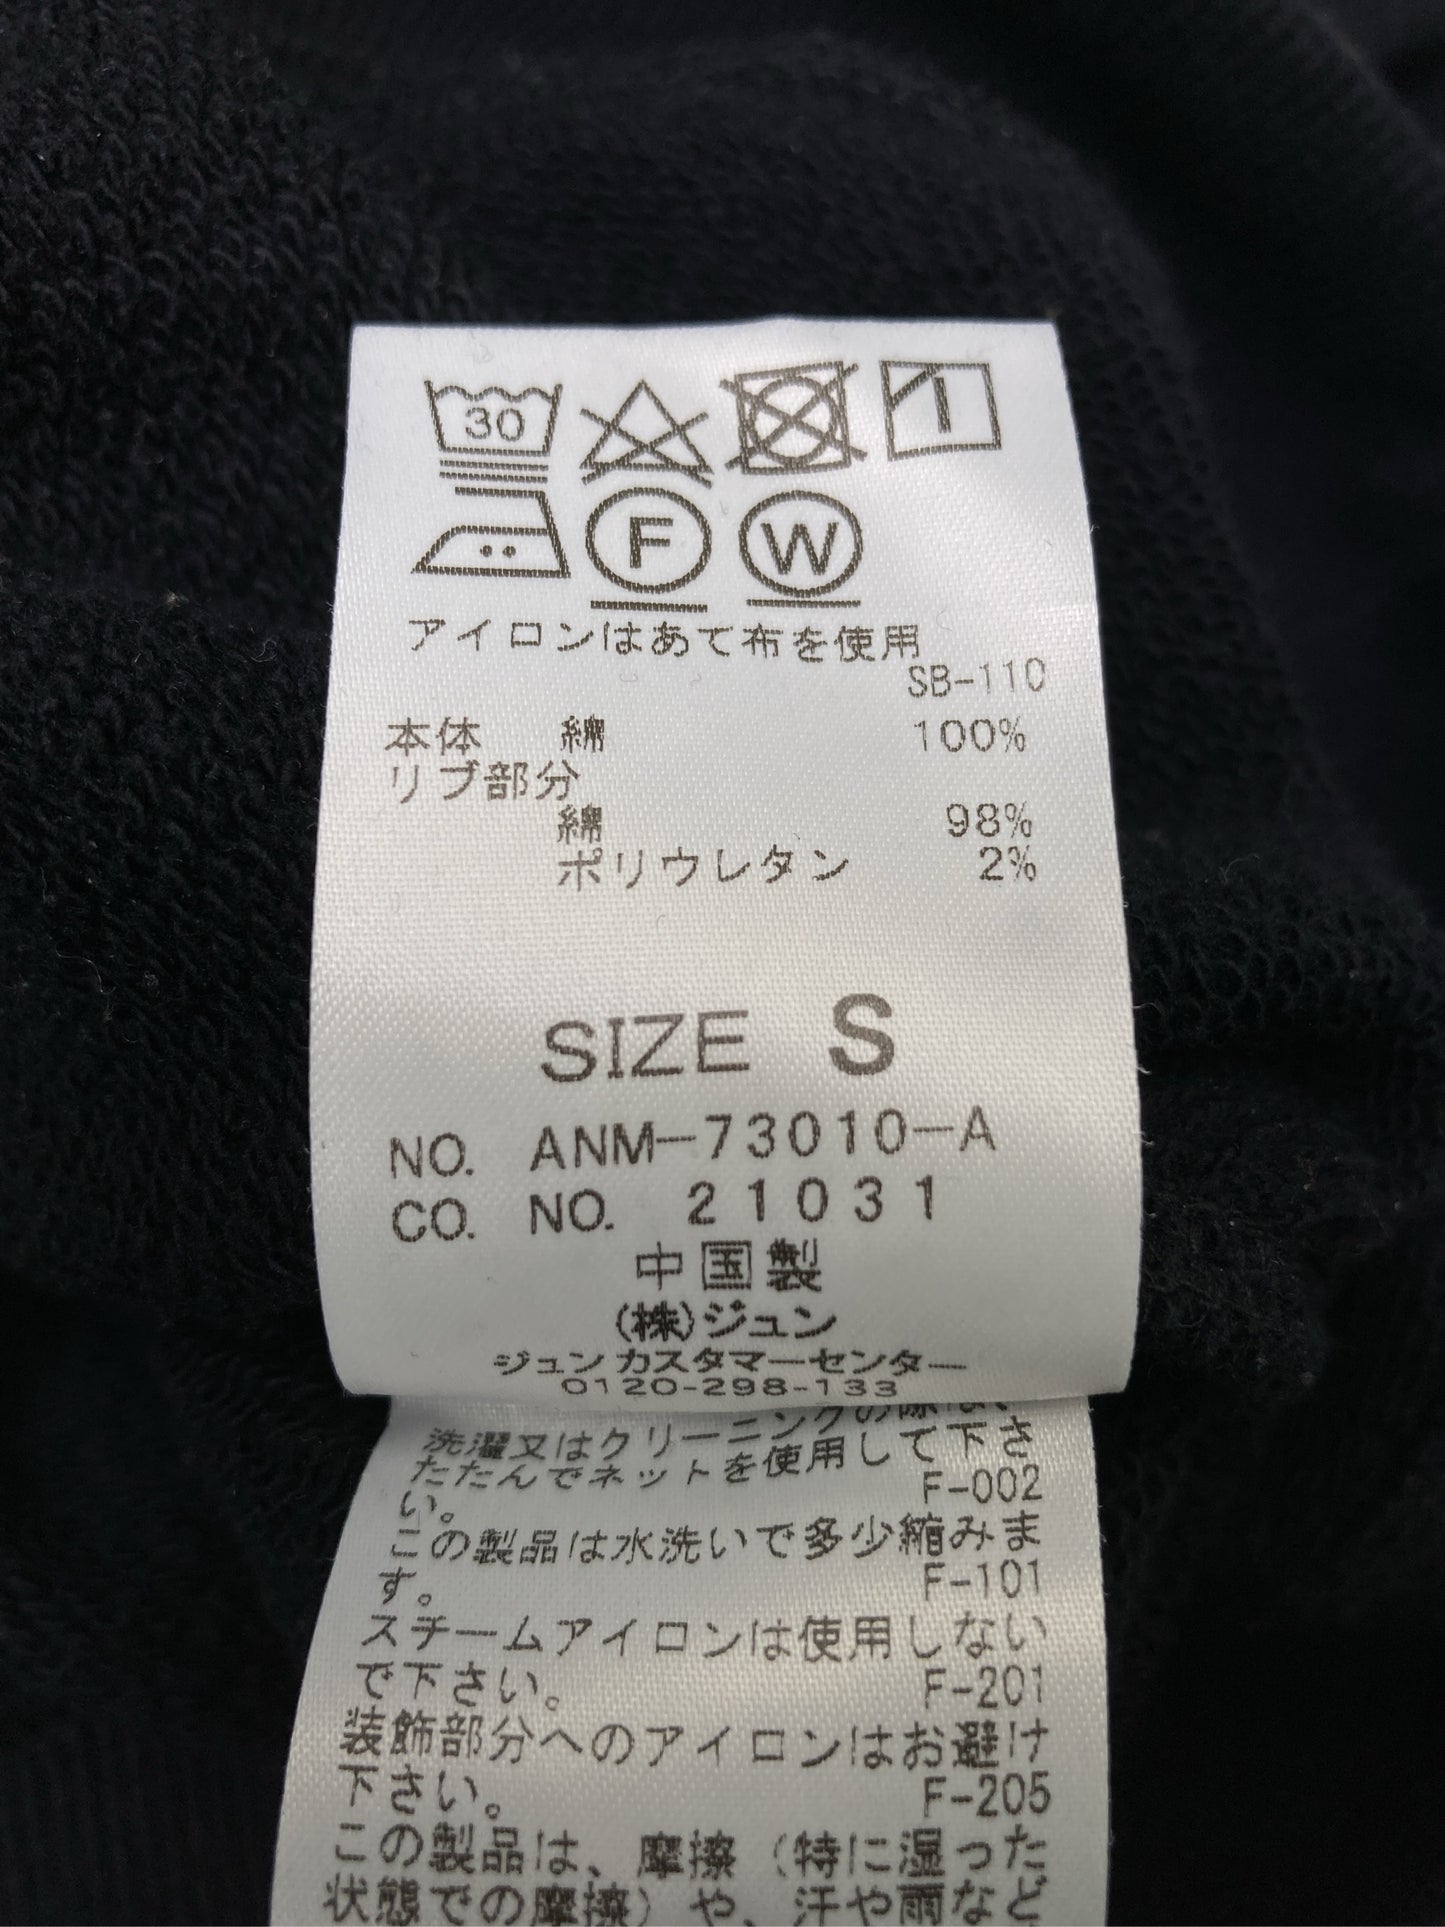 30
F W
アイロンはあて布を使用
SB-110
本体 綿 100%
リブ部分
綿 98%
ポリウレタン 2%
SIZE S
NO. ANM-73010-A
CO. NO. 21031
中国製
(株)ジュン
ジュンカスタマーセンター
0120-298-133
洗濯又はクリーニングの際は、
たたんでネットを使用して下さ
い。 F-002
この製品は水洗いで多少縮みま
す。 F-101
スチームアイロンは使用しない
で下さい。 F-201
装飾部分へのアイロンはお避け
下さい。 F-205
この製品は、摩擦（特に湿った
状態での摩擦）や、汗や雨など